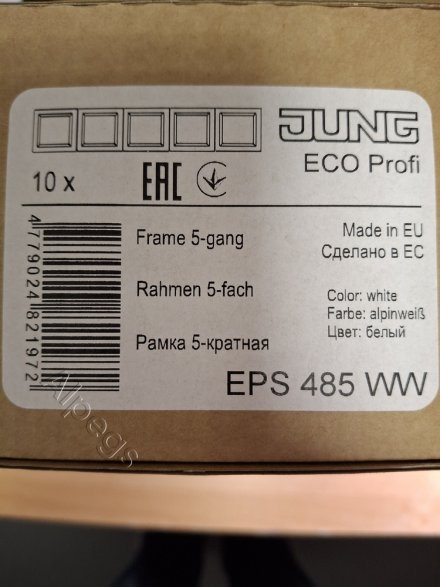 JUNG
ECO Profi
10 x
EAC
Frame 5-gang
Made in EU
Сделано в ЕС
Rahmen 5-fach
Color: white
Farbe: alpinweiß
Цвет: белый
Рамка 5-кратная
EPS 485 WW
4779024821972
Alpegis